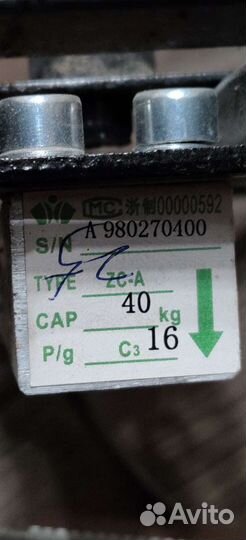 MC 浙制00000592
S/N A 980270400
TYPE ZC-A
CAP 40 kg
P/g C3 16
Avito